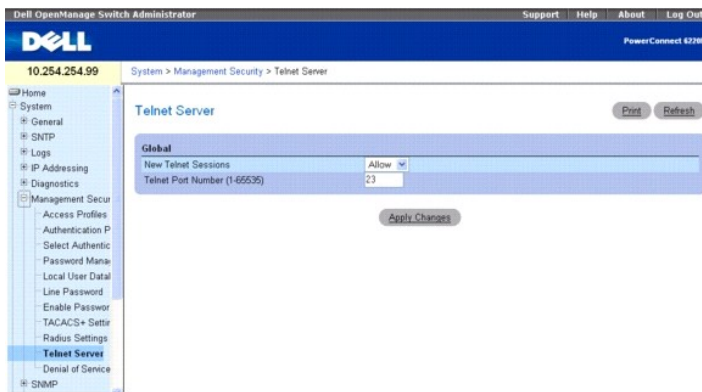 Dell OpenManage Switch Administrator
Support Help About Log Out
DELL
PowerConnect
10.254.254.99
System > Management Security > Telnet Server
Home
System
General
SNTP
Logs
IP Addressing
Diagnostics
Management Secur
Access Profiles
Authentication P
Select Authentic
Password Mana
Local User Datal
Line Password
Enable Passwor
TACACS+ Settin
Radius Settings
Telnet Server
Denial of Service
SNMP
Telnet Server
Print Refresh
Global
New Telnet Sessions Allow
Telnet Port Number (1-65535) 23
Apply Changes